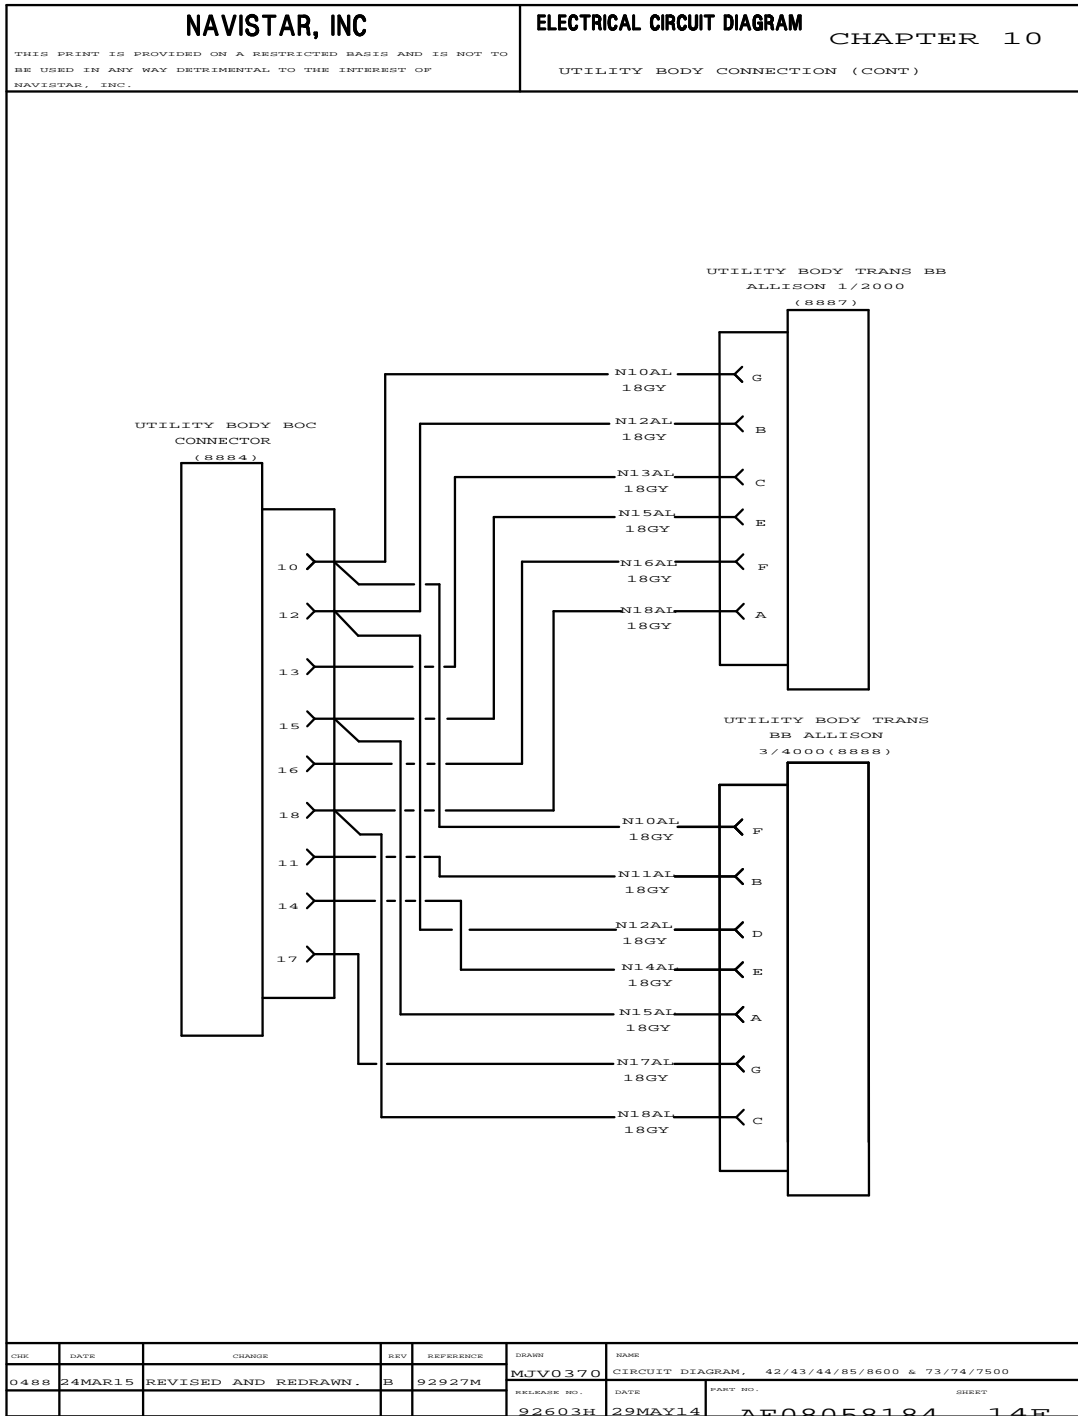 NAVISTAR, INC
THIS PRINT IS PROVIDED ON A RESTRICTED BASIS AND IS NOT TO
BE USED IN ANY WAY DETRIMENTAL TO THE INTEREST OF
NAVISTAR, INC.
ELECTRICAL CIRCUIT DIAGRAM
CHAPTER 10
UTILITY BODY CONNECTION (CONT)
UTILITY BODY TRANS BB
ALLISON 1/2000
(8887)
N10AL
18GY
G
N12AL
18GY
B
N13AL
18GY
C
N15AL
18GY
E
N16AL
18GY
F
N18AL
18GY
A
UTILITY BODY BOC
CONNECTOR
(8884)
10
12
13
15
16
18
11
14
17
UTILITY BODY TRANS
BB ALLISON
3/4000(8888)
N10AL
18GY
F
N11AL
18GY
B
N12AL
18GY
D
N14AL
18GY
E
N15AL
18GY
A
N17AL
18GY
G
N18AL
18GY
C
CHK DATE CHANGE REV REFERENCE
0488 24MAR15 REVISED AND REDRAWN. B 92927M
DRAWN
MJV0370
NAME
CIRCUIT DIAGRAM, 42/43/44/85/8600 & 73/74/7500
RELEASE NO.
92603H
DATE
29MAY14
PART NO.
AF08058184
SHEET